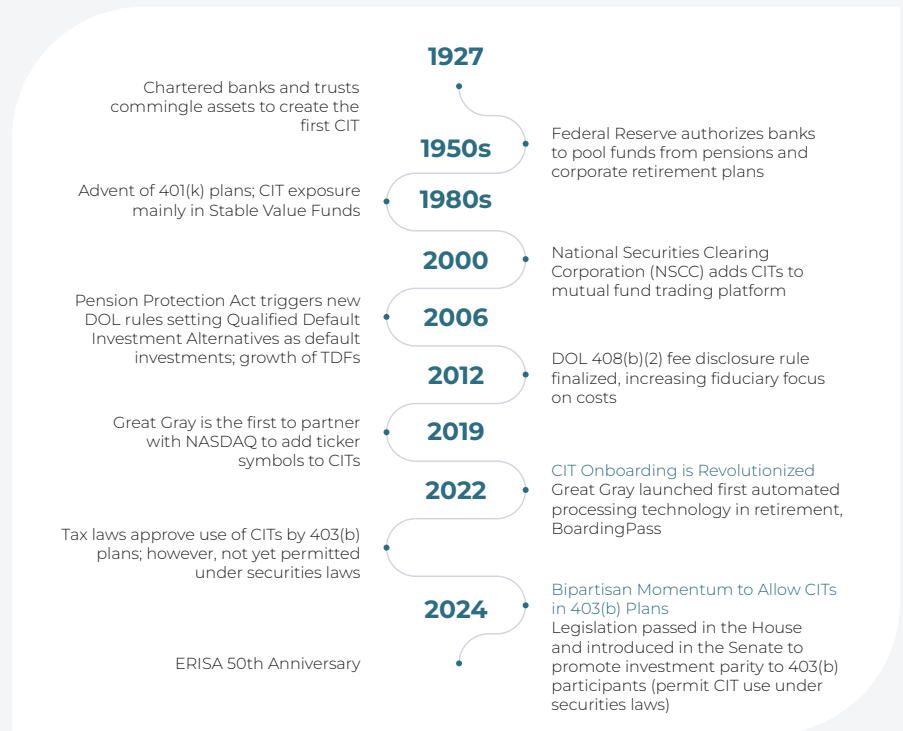 1927
Chartered banks and trusts
commingle assets to create the
first CIT
1950s
Federal Reserve authorizes banks
to pool funds from pensions and
corporate retirement plans
1980s
Advent of 401(k) plans; CIT exposure
mainly in Stable Value Funds
2000
National Securities Clearing
Corporation (NSCC) adds CITs to
mutual fund trading platform
2006
Pension Protection Act triggers new
DOL rules setting Qualified Default
Investment Alternatives as default
investments; growth of TDFs
2012
DOL 408(b)(2) fee disclosure rule
finalized, increasing fiduciary focus
on costs
2019
Great Gray is the first to partner
with NASDAQ to add ticker
symbols to CITs
2022
CIT Onboarding is Revolutionized
Great Gray launched first automated
processing technology in retirement,
BoardingPass
Tax laws approve use of CITs by 403(b)
plans; however, not yet permitted
under securities laws
2024
Bipartisan Momentum to Allow CITs
in 403(b) Plans
Legislation passed in the House
and introduced in the Senate to
promote investment parity to 403(b)
participants (permit CIT use under
securities laws)
ERISA 50th Anniversary